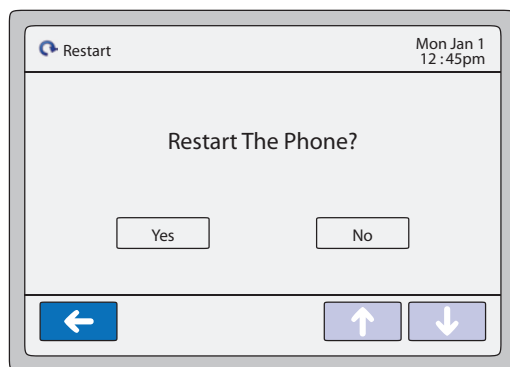 Restart
Mon Jan 1
12:45pm
Restart The Phone?
Yes
No